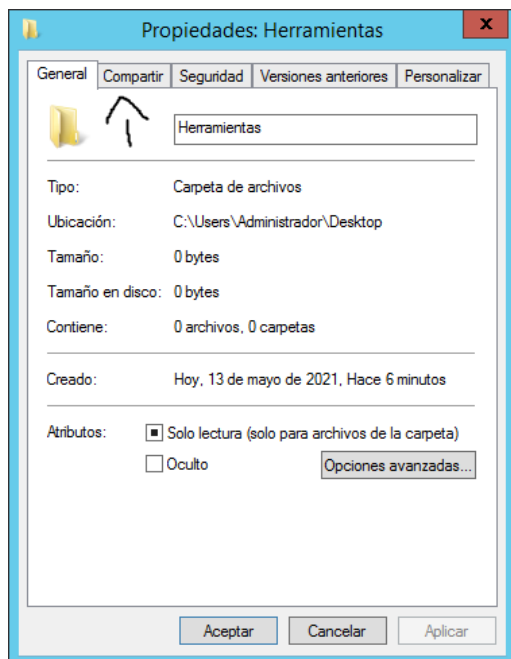 Propiedades: Herramientas
x
General Compartir Seguridad Versiones anteriores Personalizar
Herramientas
Tipo: Carpeta de archivos
Ubicación: C:\Users\Administrador\Desktop
Tamaño: 0 bytes
Tamaño en disco: 0 bytes
Contiene: 0 archivos, 0 carpetas
Creado: Hoy, 13 de mayo de 2021, Hace 6 minutos
Atributos: Solo lectura (solo para archivos de la carpeta)
Oculto Opciones avanzadas...
Aceptar Cancelar Aplicar